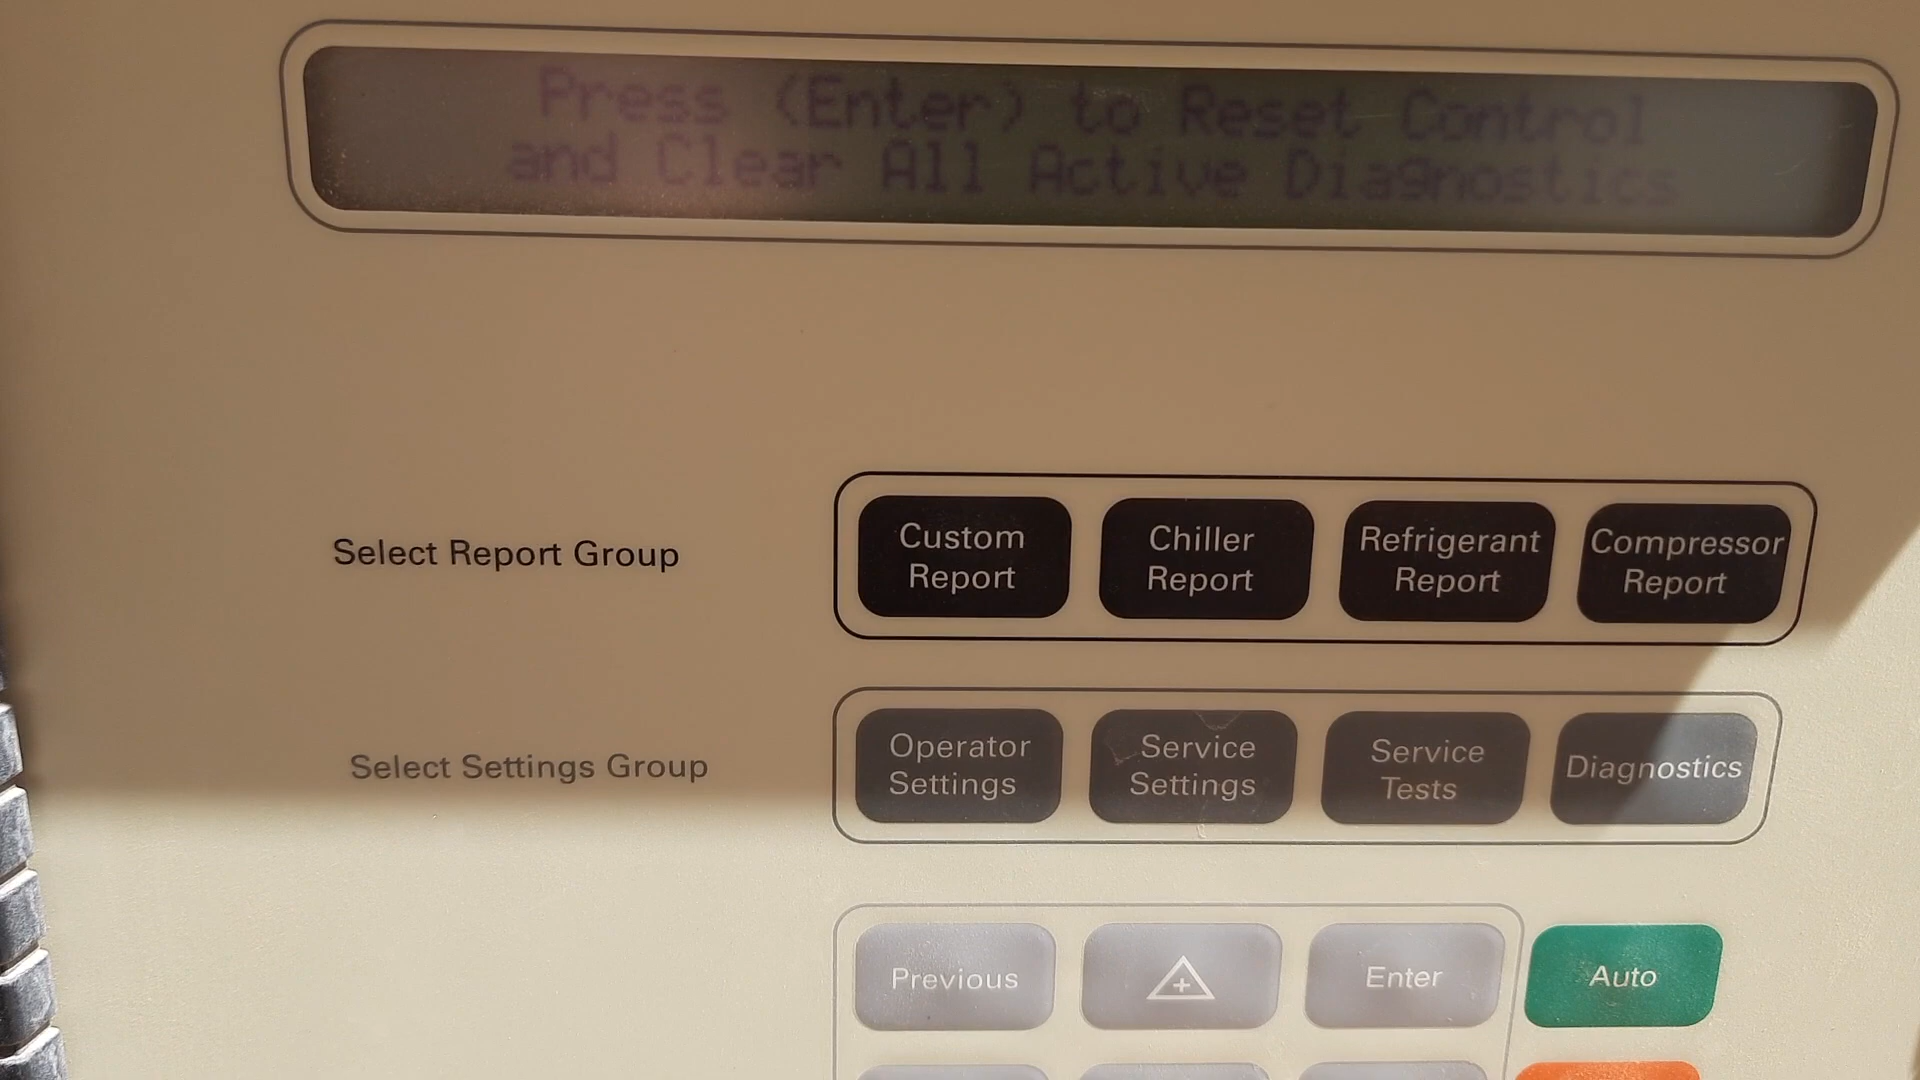 Press (Enter) to Reset Control
and Clear All Active Diagnostics
Select Report Group
Custom
Report
Chiller
Report
Refrigerant
Report
Compressor
Report
Select Settings Group
Operator
Settings
Service
Settings
Service
Tests
Diagnostics
Previous
+
Enter
Auto